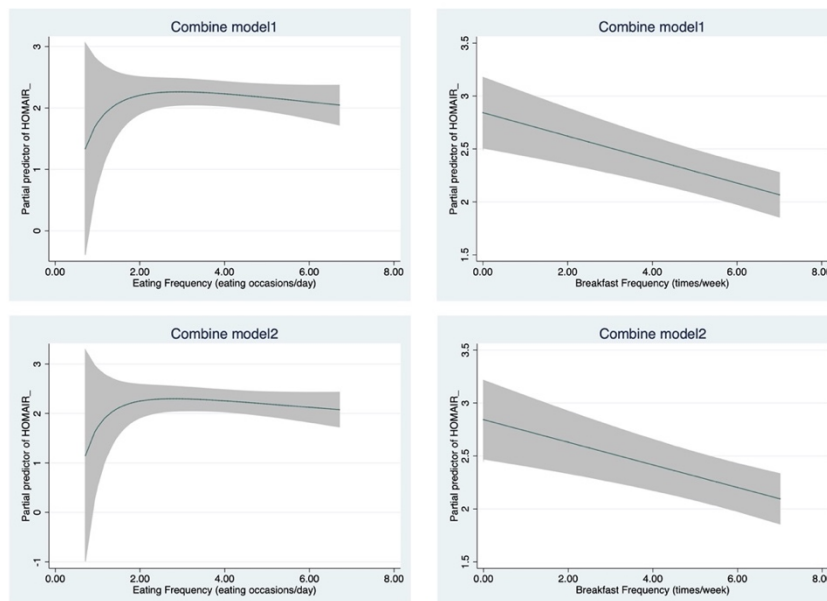 Combine model1
Partial predictor of HOMAIR_
3
2
1
0
0.00 2.00 4.00 6.00 8.00
Eating Frequency (eating occasions/day)
Combine model1
Partial predictor of HOMAIR_
3.5
3
2.5
2
1.5
0.00 2.00 4.00 6.00 8.00
Breakfast Frequency (times/week)
Combine model2
Partial predictor of HOMAIR_
3
2
1
0
-1
0.00 2.00 4.00 6.00 8.00
Eating Frequency (eating occasions/day)
Combine model2
Partial predictor of HOMAIR_
3.5
3
2.5
2
1.5
0.00 2.00 4.00 6.00 8.00
Breakfast Frequency (times/week)